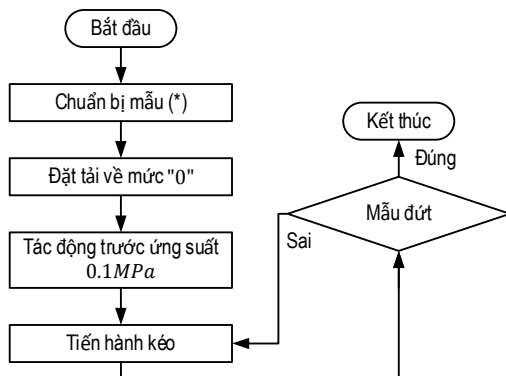 Bắt đầu
Chuẩn bị mẫu (*)
Đặt tải về mức "0"
Tác động trước ứng suất
0.1MPa
Tiến hành kéo
Kết thúc
Đúng
Mẫu đứt
Sai